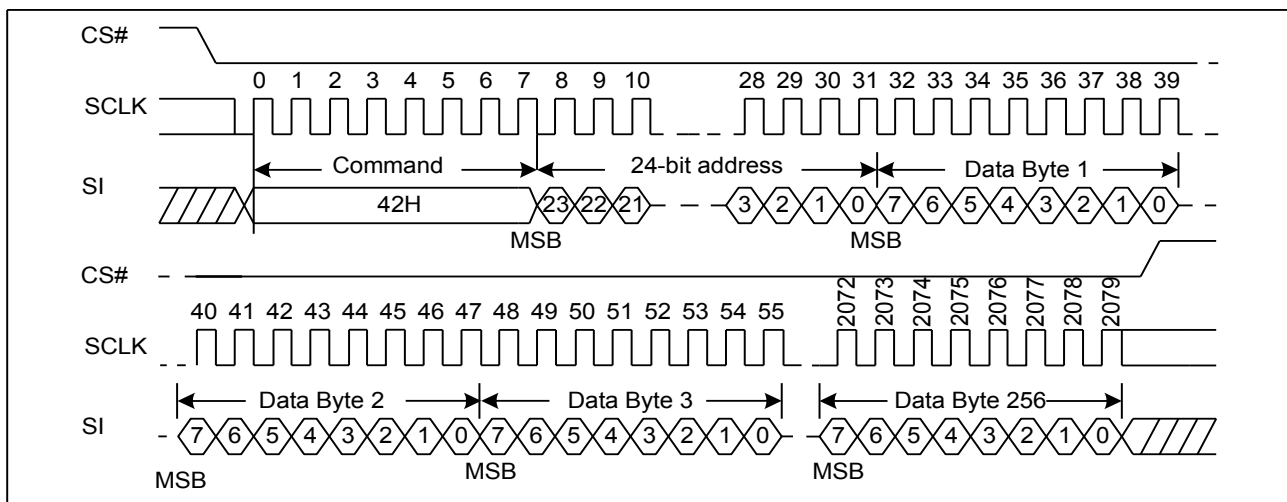 CS#
0 1 2 3 4 5 6 7 8 9 10 28 29 30 31 32 33 34 35 36 37 38 39
SCLK
Command 24-bit address Data Byte 1
SI
42H 23 22 21 3 2 1 0 7 6 5 4 3 2 1 0
MSB MSB
CS#
40 41 42 43 44 45 46 47 48 49 50 51 52 53 54 55 2072 2073 2074 2075 2076 2077 2078 2079
SCLK
Data Byte 2 Data Byte 3 Data Byte 256
SI
7 6 5 4 3 2 1 0 7 6 5 4 3 2 1 0 7 6 5 4 3 2 1 0
MSB MSB MSB